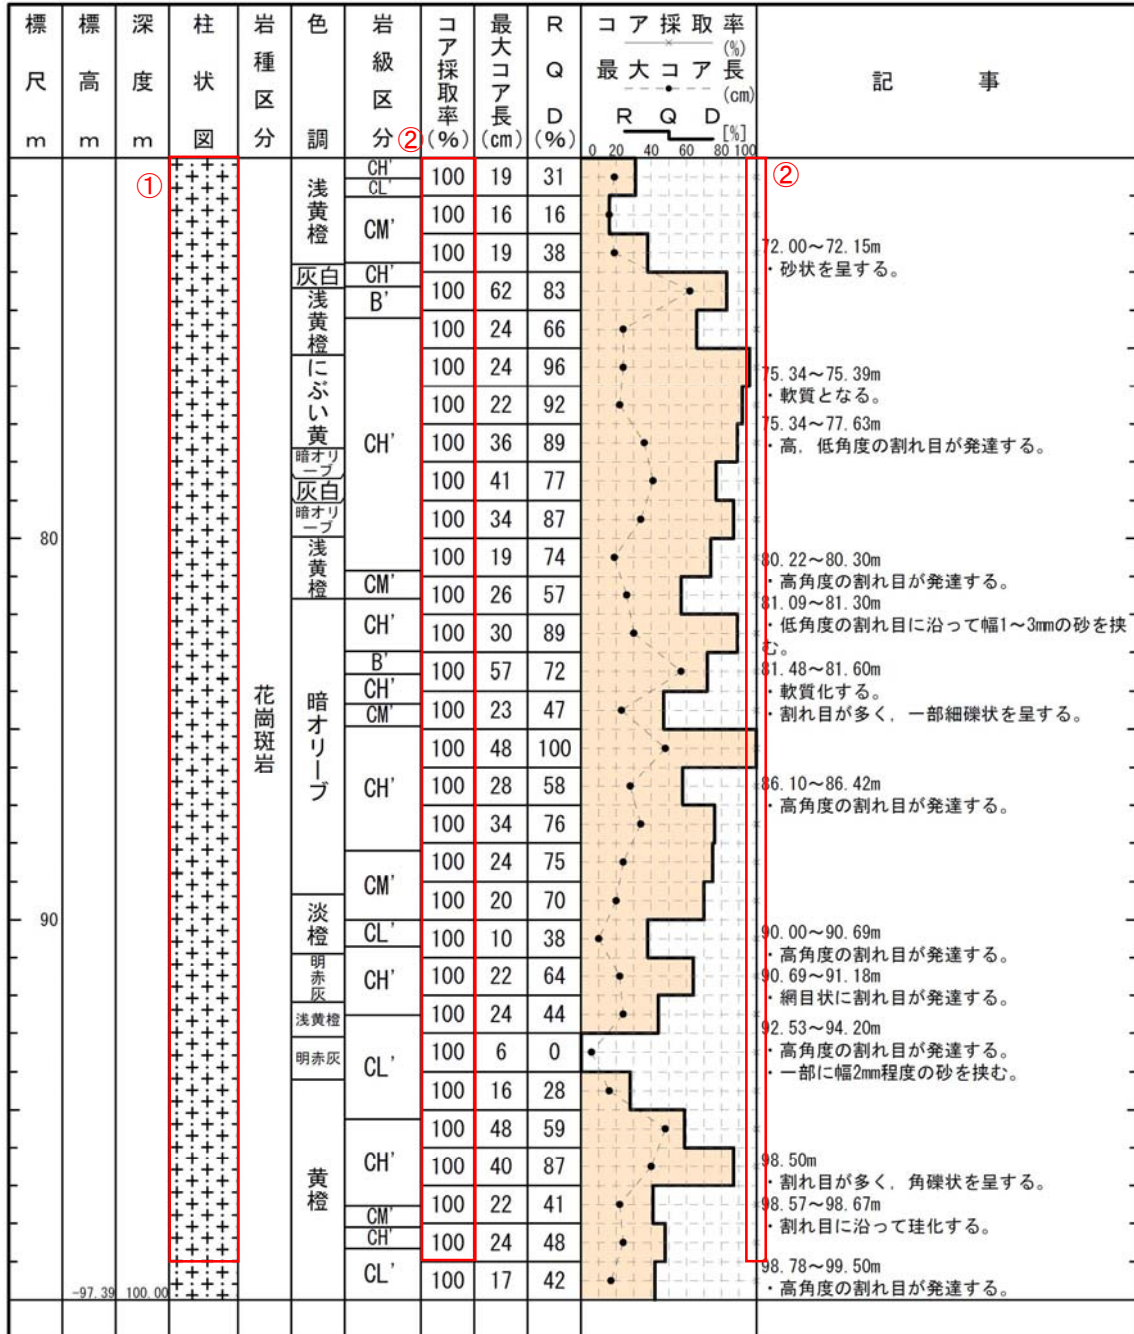 標尺m
標高m
深度m
柱状図
岩種区分
色調
岩級区分
コア採取率(%)
最大コア長(cm)
RQD(%)
コア採取率(%)
最大コア長(cm)
RQD[%]
0 20 40 60 80 100
記事
①
②
②
80
90
-97.39 100.00
花崗斑岩
浅黄橙
灰白
浅黄橙
にぶい黄
暗オリーブ
灰白
暗オリーブ
浅黄橙
暗オリーブ
淡橙
明赤灰
浅黄橙
明赤灰
黄橙
CH'
CL'
CM'
CH'
B'
CH'
CM'
CH'
B'
CH'
CM'
CH'
CM'
CL'
CH'
CL'
CH'
CM'
CH'
CL'
100 19 31
100 16 16
100 19 38
100 62 83
100 24 66
100 24 96
100 22 92
100 36 89
100 41 77
100 34 87
100 19 74
100 26 57
100 30 89
100 57 72
100 23 47
100 48 100
100 28 58
100 34 76
100 24 75
100 20 70
100 10 38
100 22 64
100 24 44
100 6 0
100 16 28
100 48 59
100 40 87
100 22 41
100 24 48
100 17 42
72.00～72.15m
・砂状を呈する。
75.34～75.39m
・軟質となる。
75.34～77.63m
・高，低角度の割れ目が発達する。
80.22～80.30m
・高角度の割れ目が発達する。
81.09～81.30m
・低角度の割れ目に沿って幅1～3mmの砂を挟
む。
81.48～81.60m
・軟質化する。
・割れ目が多く，一部細礫状を呈する。
86.10～86.42m
・高角度の割れ目が発達する。
90.00～90.69m
・高角度の割れ目が発達する。
90.69～91.18m
・網目状に割れ目が発達する。
92.53～94.20m
・高角度の割れ目が発達する。
・一部に幅2mm程度の砂を挟む。
98.50m
・割れ目が多く，角礫状を呈する。
98.57～98.67m
・割れ目に沿って珪化する。
98.78～99.50m
・高角度の割れ目が発達する。